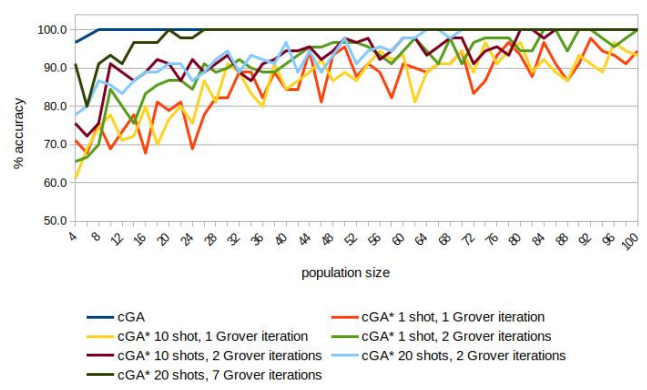 100.0
90.0
80.0
70.0
60.0
50.0
% accuracy
4 8 12 16 20 24 28 32 36 40 44 48 52 56 60 64 68 72 76 80 84 88 92 96 100
population size
cGA
cGA* 1 shot, 1 Grover iteration
cGA* 10 shot, 1 Grover iteration
cGA* 1 shot, 2 Grover iterations
cGA* 10 shots, 2 Grover iterations
cGA* 20 shots, 2 Grover iterations
cGA* 20 shots, 7 Grover iterations